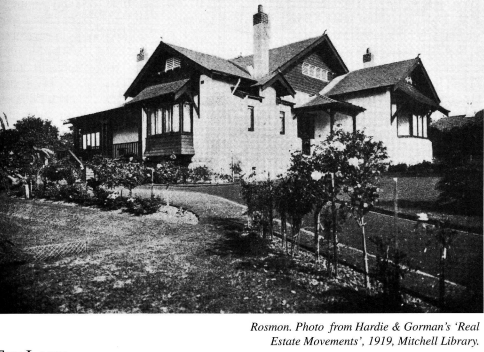 Rosmon. Photo from Hardie & Gorman's 'Real
Estate Movements', 1919, Mitchell Library.